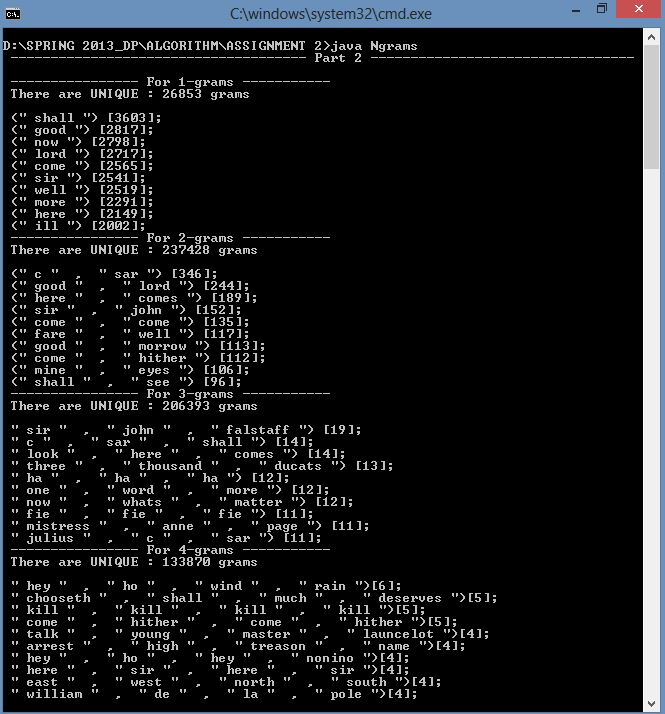 C:\windows\system32\cmd.exe
D:\SPRING 2013_DP\ALGORITHM\ASSIGNMENT 2>java Ngrams
------------------------------------- Part 2 ---------------------------------
---------------- For 1-grams -----------
There are UNIQUE : 26853 grams
(" shall ") [3603];
(" good ") [2817];
(" now ") [2798];
(" lord ") [2717];
(" come ") [2565];
(" sir ") [2541];
(" well ") [2519];
(" more ") [2291];
(" here ") [2149];
(" ill ") [2002];
---------------- For 2-grams -----------
There are UNIQUE : 237428 grams
(" c "  ,  " sar ") [346];
(" good "  ,  " lord ") [244];
(" here "  ,  " comes ") [189];
(" sir "  ,  " john ") [152];
(" come "  ,  " come ") [135];
(" fare "  ,  " well ") [117];
(" good "  ,  " morrow ") [113];
(" come "  ,  " hither ") [112];
(" mine "  ,  " eyes ") [106];
(" shall "  ,  " see ") [96];
---------------- For 3-grams -----------
There are UNIQUE : 206393 grams
" sir "  ,  " john "  ,  " falstaff ") [19];
" c "  ,  " sar "  ,  " shall ") [14];
" look "  ,  " here "  ,  " comes ") [14];
" three "  ,  " thousand "  ,  " ducats ") [13];
" ha "  ,  " ha "  ,  " ha ") [12];
" one "  ,  " word "  ,  " more ") [12];
" now "  ,  " whats "  ,  " matter ") [12];
" fie "  ,  " fie "  ,  " fie ") [11];
" mistress "  ,  " anne "  ,  " page ") [11];
" julius "  ,  " c "  ,  " sar ") [11];
---------------- For 4-grams -----------
There are UNIQUE : 133870 grams
" hey "  ,  " ho "  ,  " wind "  ,  " rain ")[6];
" chooseth "  ,  " shall "  ,  " much "  ,  " deserves ")[5];
" kill "  ,  " kill "  ,  " kill "  ,  " kill ")[5];
" come "  ,  " hither "  ,  " come "  ,  " hither ")[5];
" talk "  ,  " young "  ,  " master "  ,  " launcelot ")[4];
" arrest "  ,  " high "  ,  " treason "  ,  " name ")[4];
" hey "  ,  " ho "  ,  " hey "  ,  " nonino ")[4];
" here "  ,  " sir "  ,  " here "  ,  " sir ")[4];
" east "  ,  " west "  ,  " north "  ,  " south ")[4];
" william "  ,  " de "  ,  " la "  ,  " pole ")[4];